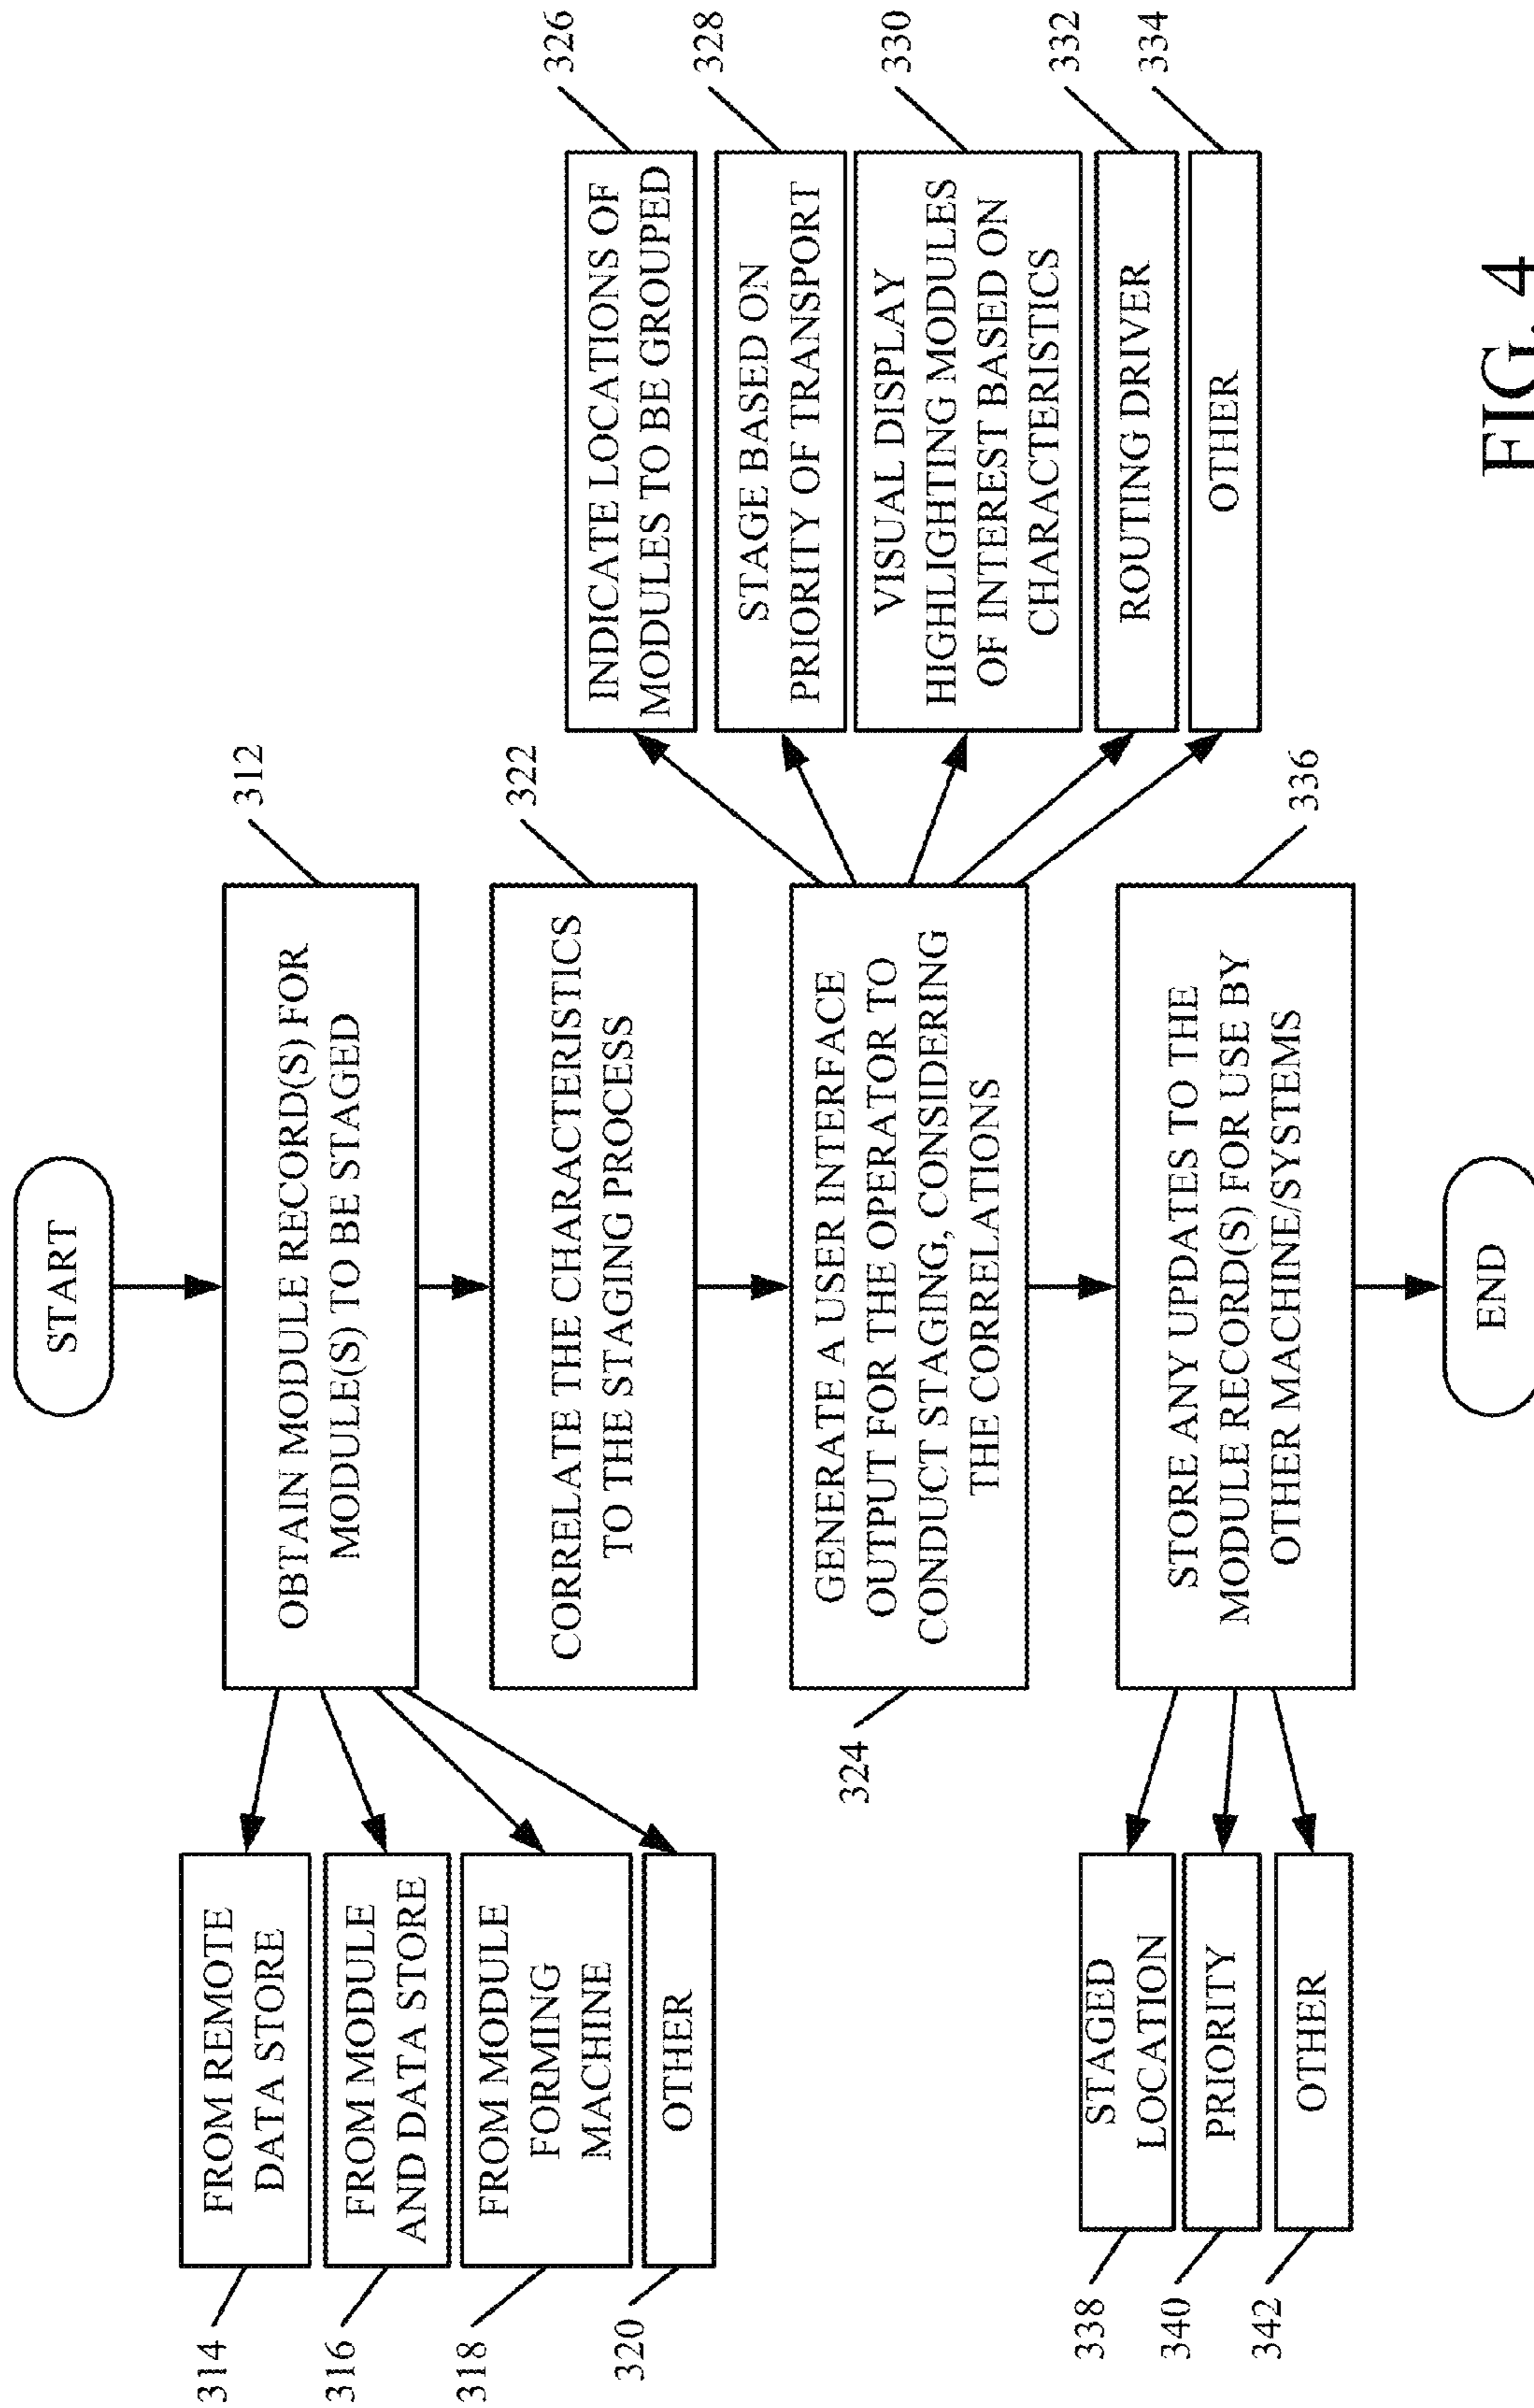 START
312
OBTAIN MODULE RECORD(S) FOR
MODULE(S) TO BE STAGED
314
FROM REMOTE
DATA STORE
316
FROM MODULE
AND DATA STORE
318
FROM MODULE
FORMING
MACHINE
320
OTHER
322
CORRELATE THE CHARACTERISTICS
TO THE STAGING PROCESS
324
GENERATE A USER INTERFACE
OUTPUT FOR THE OPERATOR TO
CONDUCT STAGING, CONSIDERING
THE CORRELATIONS
326
INDICATE LOCATIONS OF
MODULES TO BE GROUPED
328
STAGE BASED ON
PRIORITY OF TRANSPORT
330
VISUAL DISPLAY
HIGHLIGHTING MODULES
OF INTEREST BASED ON
CHARACTERISTICS
332
ROUTING DRIVER
334
OTHER
336
STORE ANY UPDATES TO THE
MODULE RECORD(S) FOR USE BY
OTHER MACHINE/SYSTEMS
338
STAGED
LOCATION
340
PRIORITY
342
OTHER
END
FIG. 4